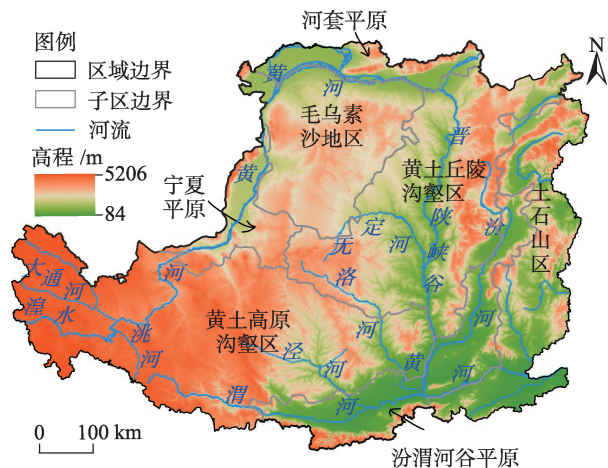 河套平原
N
图例
区域边界
子区边界
河流
高程 /m
5206
84
黄河
毛乌素
沙地区
黄
宁夏
平原
河
晋
陕
峡
谷
黄土丘陵
沟壑区
汾
河
土石山区
无定河
洛
河
大通河
湟水
洮
河
黄土高原
沟壑区
泾
河
渭
河
黄
河
0 100 km
汾渭河谷平原